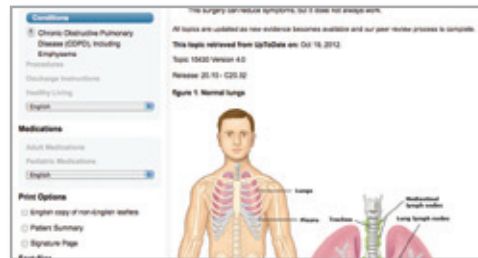 Conditions
Chronic Obstructive Pulmonary
Disease (COPD), Including
Emphysema
Procedures
Discharge Instructions
Healthy Living
English
Medications
Adult Medications
Pediatric Medications
English
Print Options
English copy of non-English leaflets
Patient Summary
Signature Page
This surgery can reduce symptoms, but it does not always work.
All topics are updated as new evidence becomes available and our peer review process is complete.
This topic retrieved from UpToDate on: Oct 19, 2012.
Topic 15430 Version 4.0
Release: 20.10 - C20.32
figure 1: Normal lungs
Lungs
Pleura
Trachea
Mediastinal
lymph nodes
Lung lymph
nodes